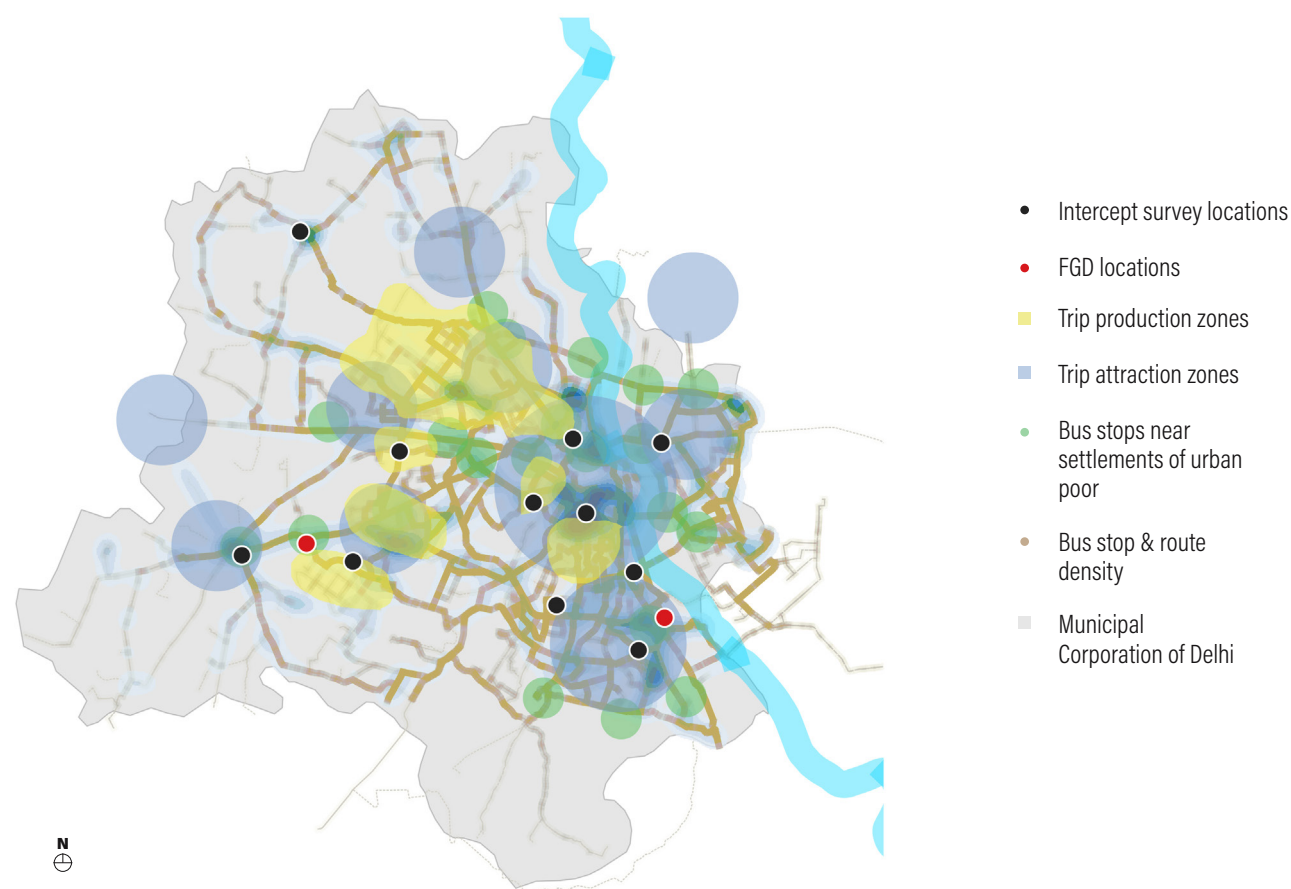 Intercept survey locations
FGD locations
Trip production zones
Trip attraction zones
Bus stops near
settlements of urban
poor
Bus stop & route
density
Municipal
Corporation of Delhi
N